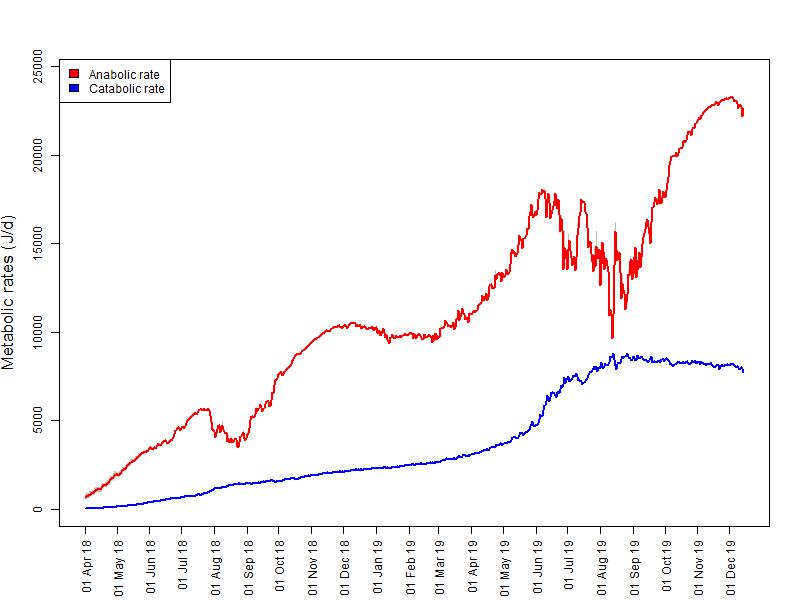 Anabolic rate
Catabolic rate
Metabolic rates (J/d)
25000
20000
15000
10000
5000
0
01 Apr 18
01 May 18
01 Jun 18
01 Jul 18
01 Aug 18
01 Sep 18
01 Oct 18
01 Nov 18
01 Dec 18
01 Jan 19
01 Feb 19
01 Mar 19
01 Apr 19
01 May 19
01 Jun 19
01 Jul 19
01 Aug 19
01 Sep 19
01 Oct 19
01 Nov 19
01 Dec 19